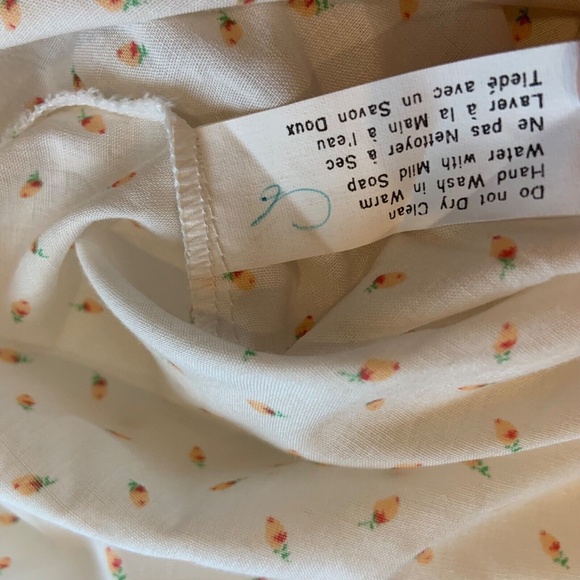 Do not Dry Clean
Hand Wash in Warm
Water with Mild Soap
Ne pas Nettoyer à Sec
Laver à la Main à l'eau
Tiedé avec un Savon Doux